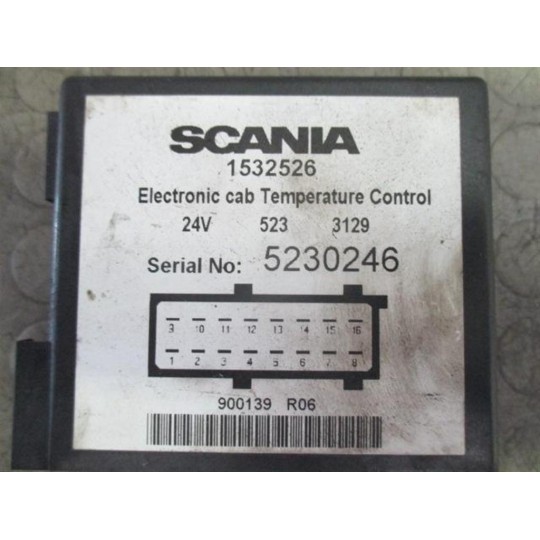 SCANIA
1532526
Electronic cab Temperature Control
24V 523 3129
Serial No: 5230246
9 10 11 12 13 14 15 16
1 2 3 4 5 6 7 8
900139 R06